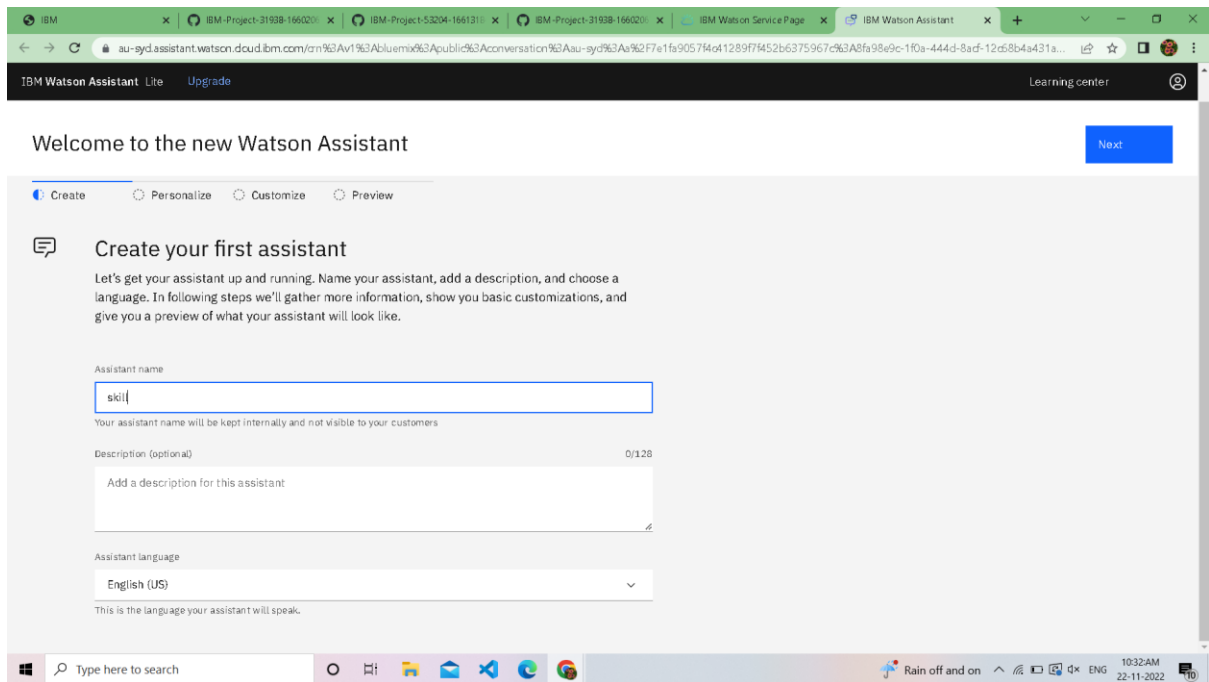 IBM
IBM-Project-31938-1660206
IBM-Project-53204-1661318
IBM-Project-31938-1660206
IBM Watson Service Page
IBM Watson Assistant
IBM Watson Assistant Lite Upgrade Learning center
Welcome to the new Watson Assistant
Next
Create Personalize Customize Preview
Create your first assistant
Let's get your assistant up and running. Name your assistant, add a description, and choose a
language. In following steps we'll gather more information, show you basic customizations, and
give you a preview of what your assistant will look like.
Assistant name
skill
Your assistant name will be kept internally and not visible to your customers
Description (optional) 0/128
Add a description for this assistant
Assistant language
English (US)
This is the language your assistant will speak.
Type here to search
Rain off and on
ENG
10:32 AM
22-11-2022